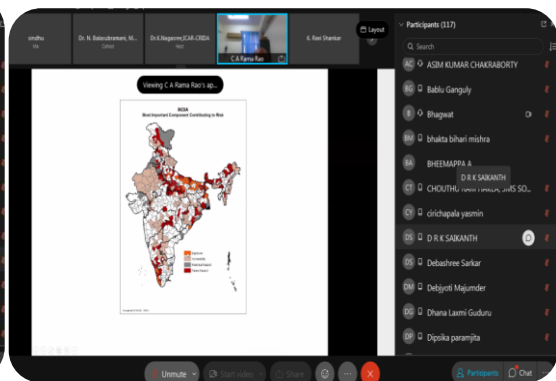 sindhu
Dr. N. Balasubramani, M...
Cohost
Dr.K.Nagasree,ICAR-CRIDA
Host
C A Rama Rao
K. Ravi Shankar
Layout
Viewing C A Rama Rao's ap...
INDIA
Most Important Component Contributing to Risk
Participants (117)
Search
AC ASIM KUMAR CHAKRABORTY
BG Bablu Ganguly
B Bhagwat
BM bhakta bihari mishra
BA BHEEMAPPA A
D R K SAIKANTH
CT CHOUTHU
SMS SO...
CY cirichapala yasmin
DS D R K SAIKANTH
DS Debashree Sarkar
DM Debjyoti Majumder
DG Dhana Laxmi Guduru
DP Dipsika paramjita
Unmute
Start video
Share
Participants
Chat